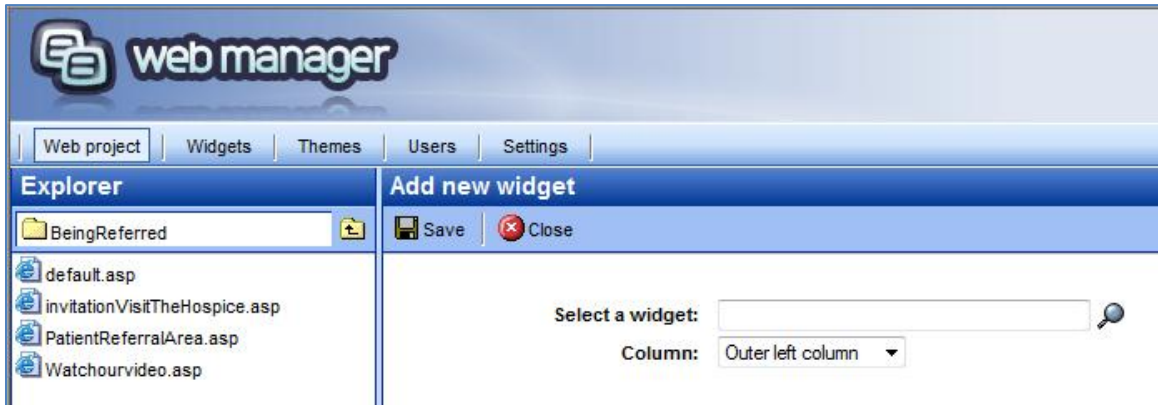 web manager
Web project Widgets Themes Users Settings
Explorer
BeingReferred
default.asp
invitationVisitTheHospice.asp
PatientReferralArea.asp
Watchourvideo.asp
Add new widget
Save Close
Select a widget:
Column: Outer left column